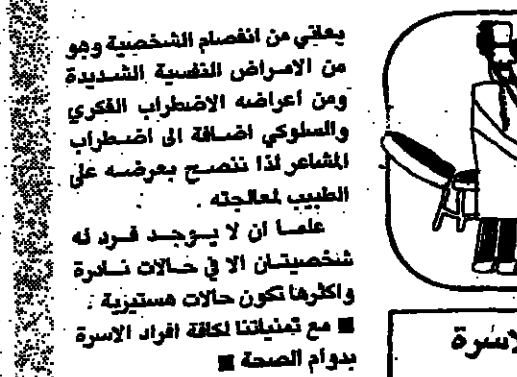 يعاني من انفصام الشخصية وهو
من الامراض النفسية الشديدة
ومن أعراضه الاضطراب الفكري
والسلوكي اضافة الى اضطراب
المشاعر لذا ننصح بعرضه على
الطبيب لمعالجته .
علما ان لا يوجد فرد له
شخصيتان الا في حالات نادرة
واكثرها تكون حالات هستيرية .
■ مع تمنياتنا لكافة افراد الاسرة
بدوام الصحة ■